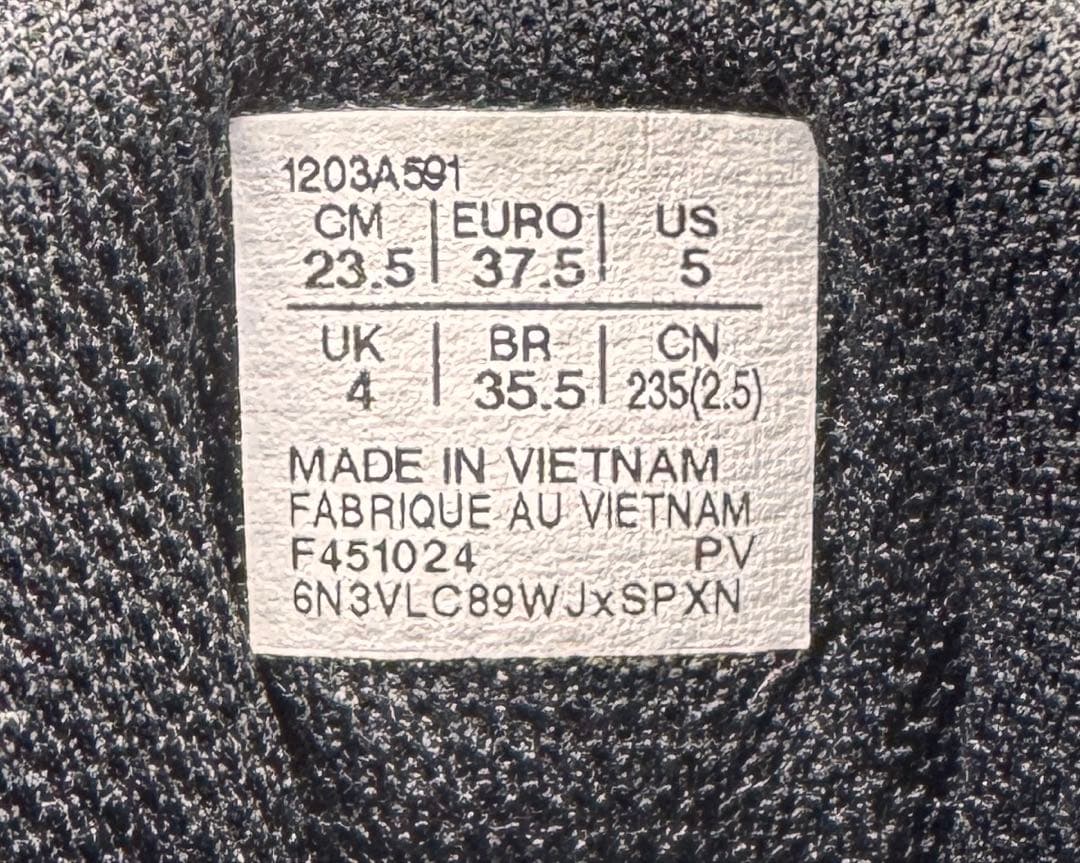 1203A591
CM | EURO | US
23.5 | 37.5 | 5
UK | BR | CN
4 | 35.5 | 235(2.5)
MADE IN VIETNAM
FABRIQUE AU VIETNAM
F451024 PV
6N3VLC89WJxSPXN